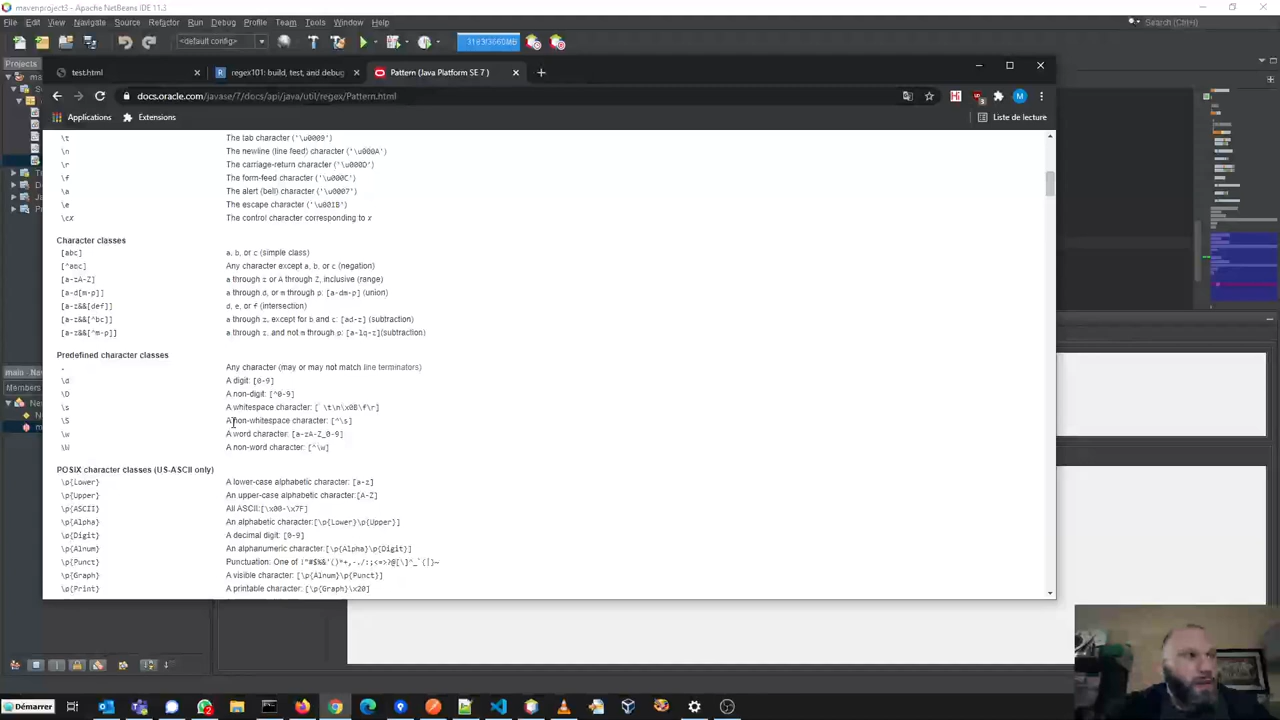 mavenproject3 - Apache NetBeans IDE 11.3
File Edit View Navigate Source Refactor Run Debug Profile Team Tools Window Help
Search (Ctrl+I)
<default config>
Projects
test.html
regex101: build, test, and debug
Pattern (Java Platform SE 7 )
docs.oracle.com/javase/7/docs/api/java/util/regex/Pattern.html
Applications Extensions
Liste de lecture
\t The tab character ('\u0009')
\n The newline (line feed) character ('\u000A')
\r The carriage-return character ('\u000D')
\f The form-feed character ('\u000C')
\a The alert (bell) character ('\u0007')
\e The escape character ('\u001B')
\cx The control character corresponding to x
Character classes
[abc] a, b, or c (simple class)
[^abc] Any character except a, b, or c (negation)
[a-zA-Z] a through z or A through Z, inclusive (range)
[a-d[m-p]] a through d, or m through p: [a-dm-p] (union)
[a-z&&[def]] d, e, or f (intersection)
[a-z&&[^bc]] a through z, except for b and c: [ad-z] (subtraction)
[a-z&&[^m-p]] a through z, and not m through p: [a-lq-z](subtraction)
Predefined character classes
. Any character (may or may not match line terminators)
\d A digit: [0-9]
\D A non-digit: [^0-9]
\s A whitespace character: [ \t\n\x0B\f\r]
\S A non-whitespace character: [^\s]
\w A word character: [a-zA-Z_0-9]
\W A non-word character: [^\w]
POSIX character classes (US-ASCII only)
\p{Lower} A lower-case alphabetic character: [a-z]
\p{Upper} An upper-case alphabetic character:[A-Z]
\p{ASCII} All ASCII:[\x00-\x7F]
\p{Alpha} An alphabetic character:[\p{Lower}\p{Upper}]
\p{Digit} A decimal digit: [0-9]
\p{Alnum} An alphanumeric character:[\p{Alpha}\p{Digit}]
\p{Punct} Punctuation: One of !"#$%&'()*+,-./:;<=>?@[\]^_`{|}~
\p{Graph} A visible character: [\p{Alnum}\p{Punct}]
\p{Print} A printable character: [\p{Graph}\x20]
Members
Démarrer